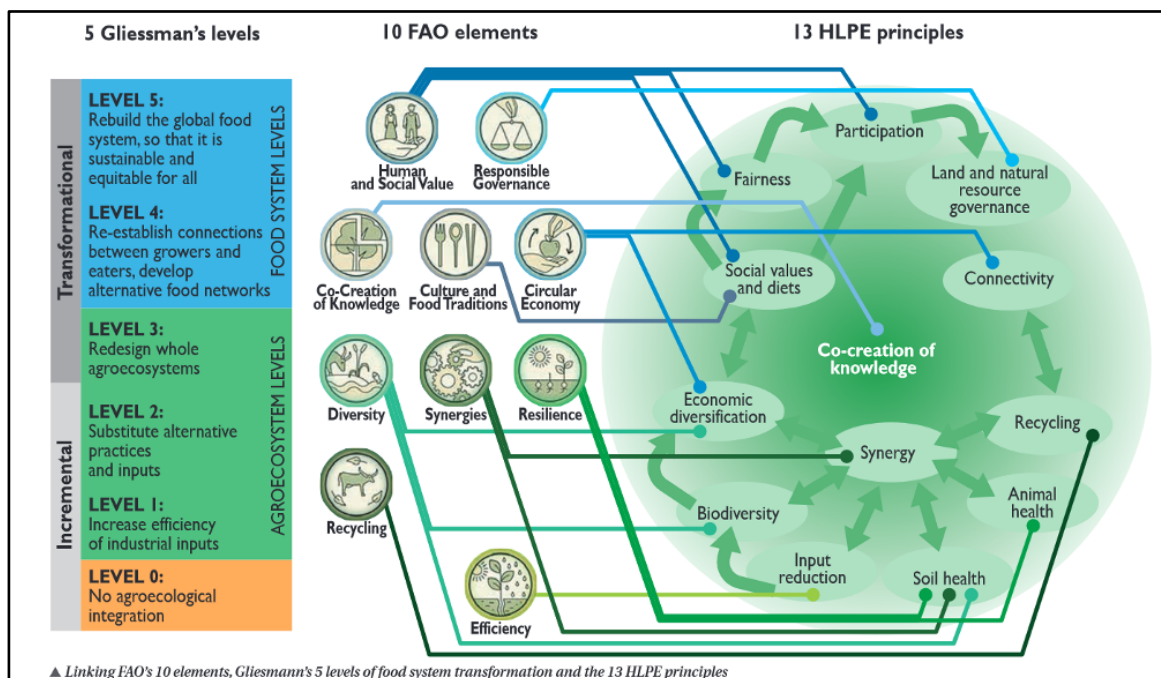 5 Gliessman's levels
10 FAO elements
13 HLPE principles
Transformational
Incremental
FOOD SYSTEM LEVELS
AGROECOSYSTEM LEVELS
LEVEL 5:
Rebuild the global food
system, so that it is
sustainable and
equitable for all
LEVEL 4:
Re-establish connections
between growers and
eaters, develop
alternative food networks
LEVEL 3:
Redesign whole
agroecosystems
LEVEL 2:
Substitute alternative
practices
and inputs
LEVEL 1:
Increase efficiency
of industrial inputs
LEVEL 0:
No agroecological
integration
Human
and Social Value
Responsible
Governance
Co-Creation
of Knowledge
Culture and
Food Traditions
Circular
Economy
Diversity
Synergies
Resilience
Recycling
Efficiency
Participation
Fairness
Land and natural
resource
governance
Social values
and diets
Connectivity
Co-creation of
knowledge
Economic
diversification
Recycling
Synergy
Animal
health
Biodiversity
Input
reduction
Soil health
▲ Linking FAO's 10 elements, Gliesmann's 5 levels of food system transformation and the 13 HLPE principles